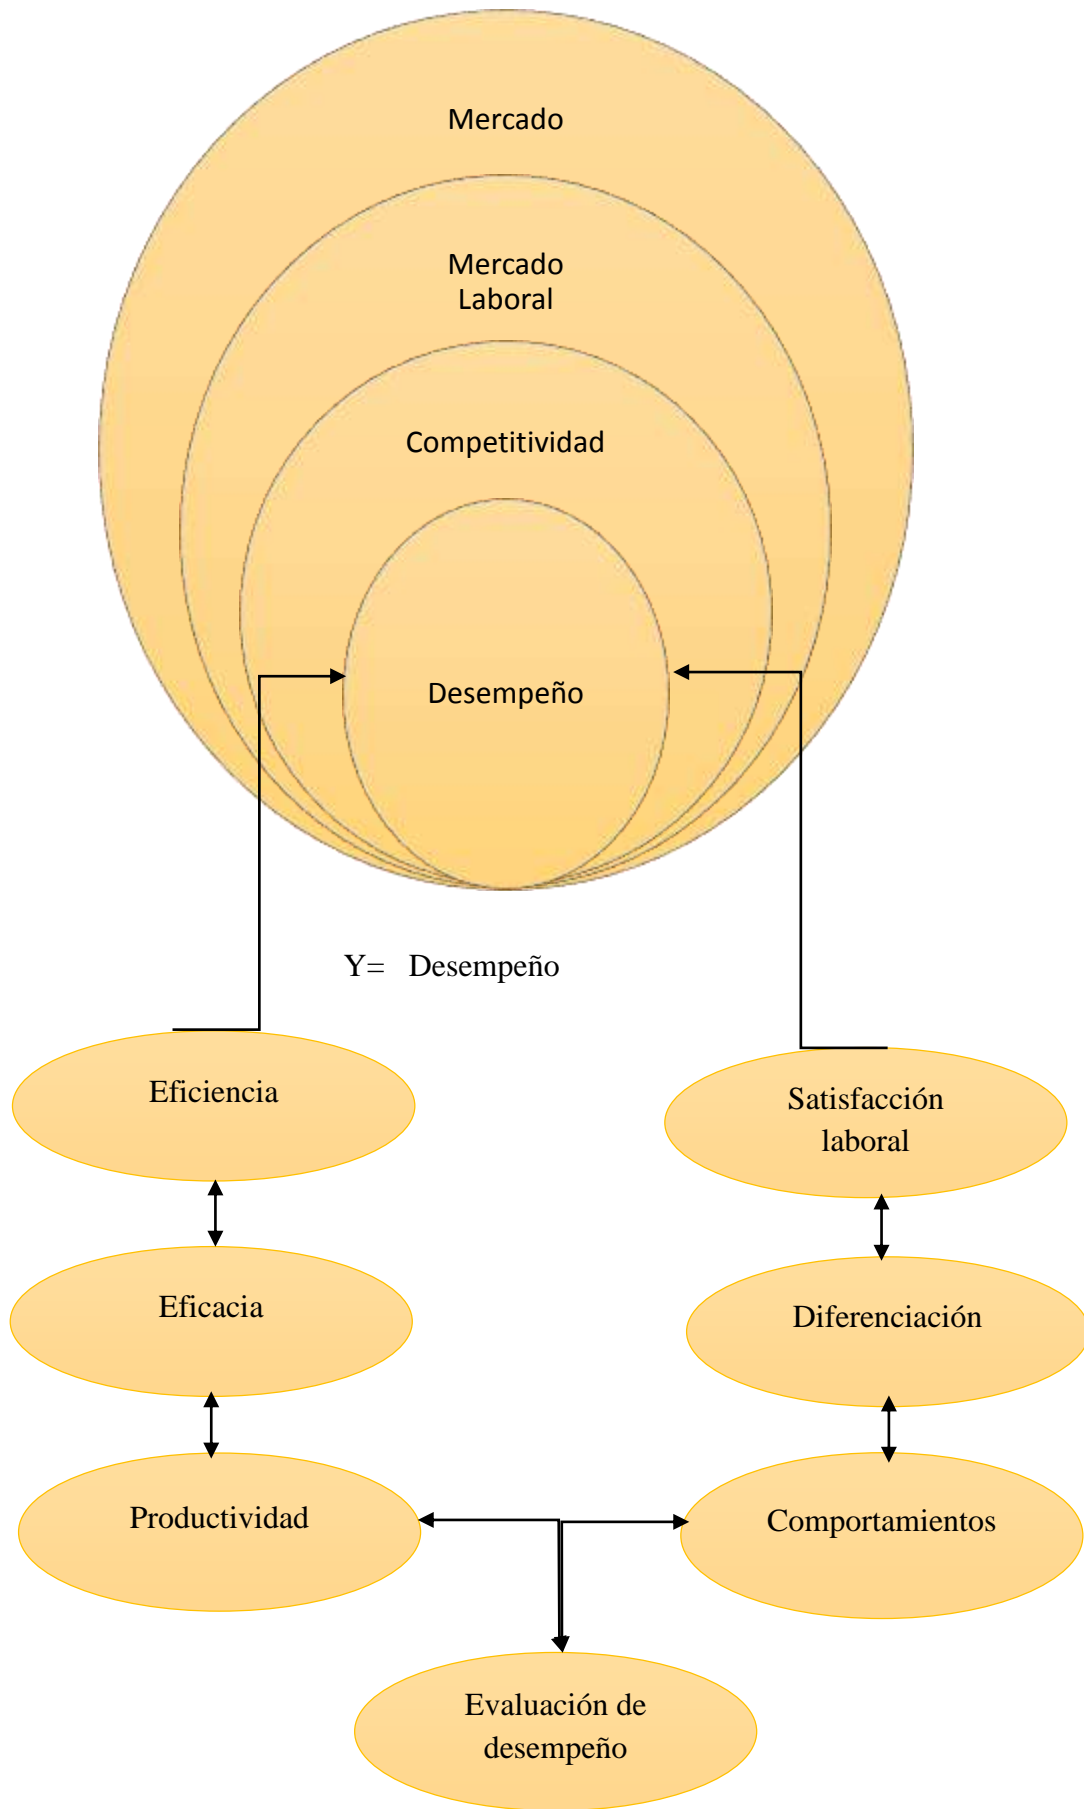 Mercado
Mercado
Laboral
Competitividad
Desempeño
Y= Desempeño
Eficiencia
Satisfacción
laboral
Eficacia
Diferenciación
Productividad
Comportamientos
Evaluación de
desempeño